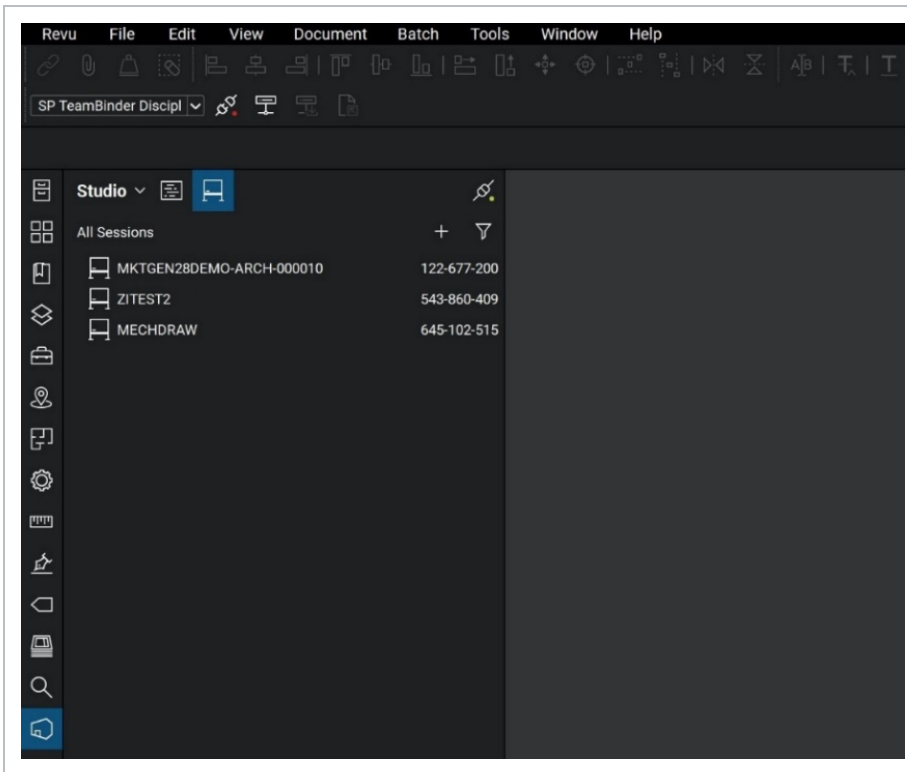 Revu File Edit View Document Batch Tools Window Help
SP TeamBinder Discipl
Studio
All Sessions
MKTGEN28DEMO-ARCH-000010 122-677-200
ZITEST2 543-860-409
MECHDRAW 645-102-515